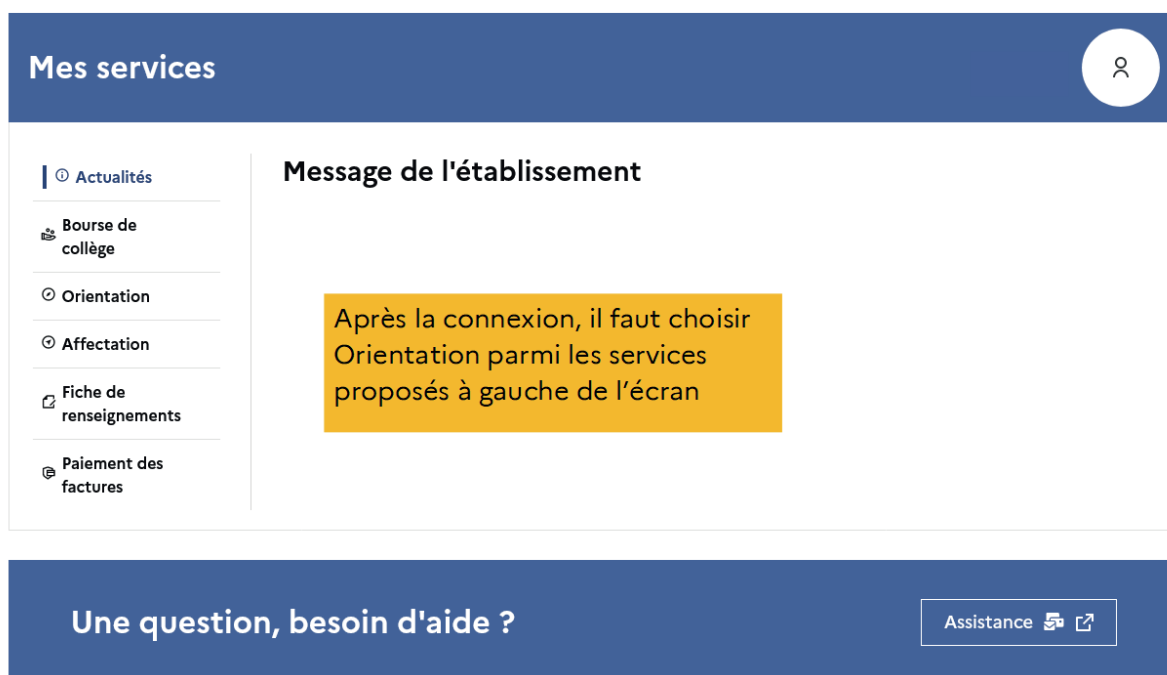 Mes services
Actualités
Bourse de
collège
Orientation
Affectation
Fiche de
renseignements
Paiement des
factures
Message de l'établissement
Après la connexion, il faut choisir
Orientation parmi les services
proposés à gauche de l’écran
Une question, besoin d'aide ?
Assistance